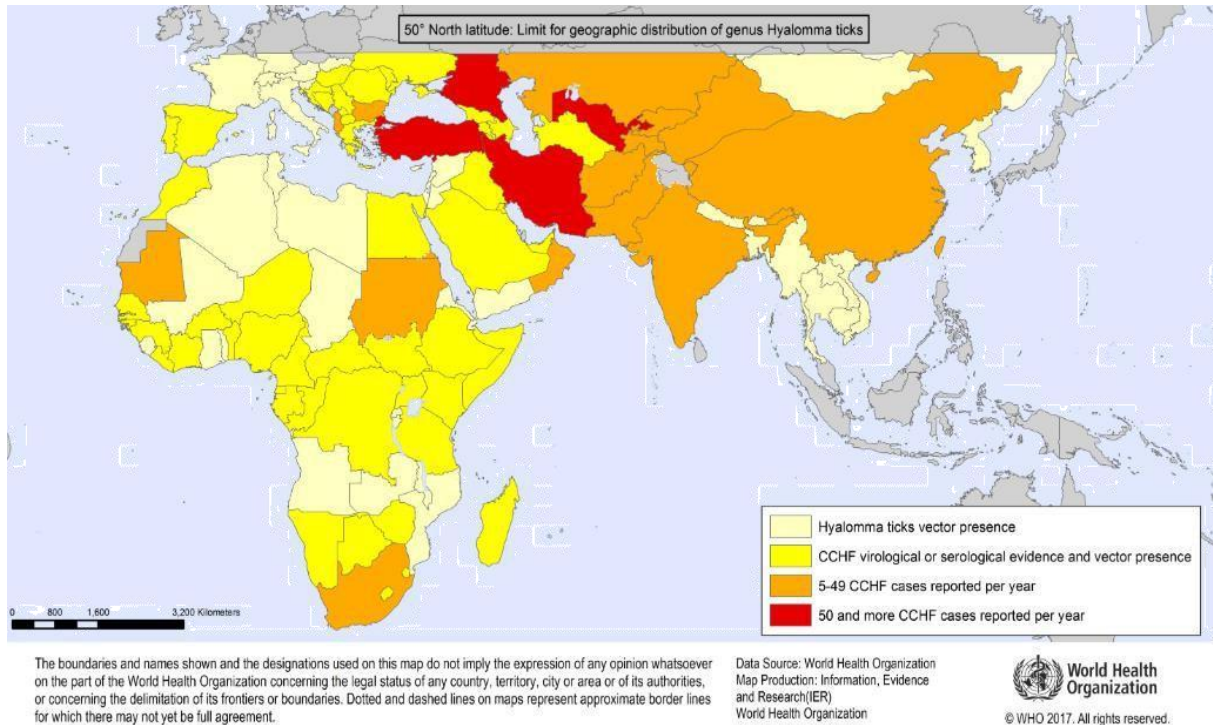 50° North latitude: Limit for geographic distribution of genus Hyalomma ticks
Hyalomma ticks vector presence
CCHF virological or serological evidence and vector presence
5-49 CCHF cases reported per year
50 and more CCHF cases reported per year
0 800 1,600 3,200 Kilometers
The boundaries and names shown and the designations used on this map do not imply the expression of any opinion whatsoever
on the part of the World Health Organization concerning the legal status of any country, territory, city or area or of its authorities,
or concerning the delimitation of its frontiers or boundaries. Dotted and dashed lines on maps represent approximate border lines
for which there may not yet be full agreement.
Data Source: World Health Organization
Map Production: Information, Evidence
and Research(IER)
World Health Organization
World Health
Organization
© WHO 2017. All rights reserved.